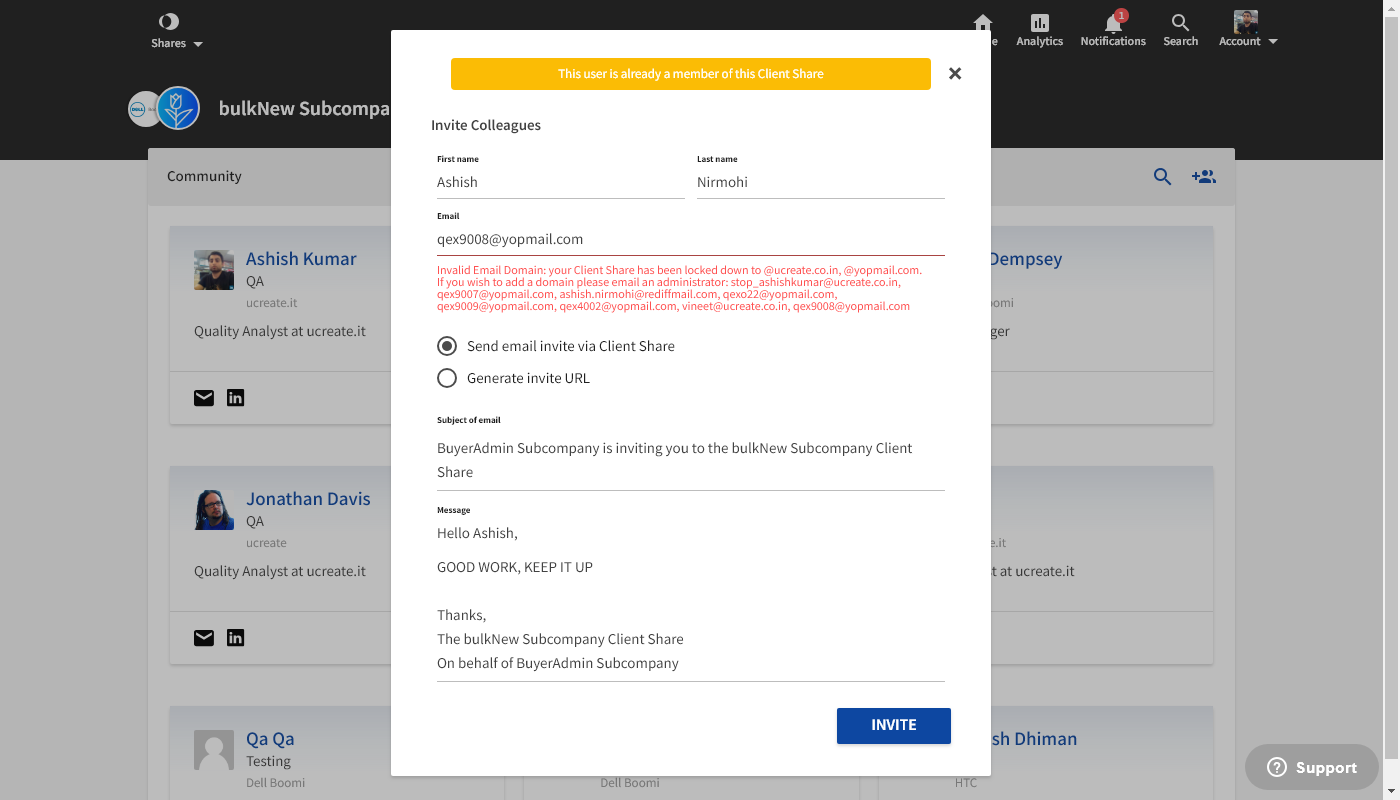 Shares
Analytics
1
Notifications
Search
Account
This user is already a member of this Client Share
DELL
bulkNew Subcompa
Invite Colleagues
First name
Last name
Ashish
Nirmohi
Community
Email
qex9008@yopmail.com
Invalid Email Domain: your Client Share has been locked down to @ucreate.co.in, @yopmail.com.
If you wish to add a domain please email an administrator: stop_ashishkumar@ucreate.co.in,
qex9007@yopmail.com, ashish.nirmohi@rediffmail.com, qexo22@yopmail.com,
qex9009@yopmail.com, qex4002@yopmail.com, vineet@ucreate.co.in, qex9008@yopmail.com
Send email invite via Client Share
Generate invite URL
Subject of email
BuyerAdmin Subcompany is inviting you to the bulkNew Subcompany Client
Share
Message
Hello Ashish,
GOOD WORK, KEEP IT UP
Thanks,
The bulkNew Subcompany Client Share
On behalf of BuyerAdmin Subcompany
INVITE
Ashish Kumar
QA
ucreate.it
Quality Analyst at ucreate.it
Dempsey
Jonathan Davis
QA
ucreate
Quality Analyst at ucreate.it
t at ucreate.it
Qa Qa
Testing
Dell Boomi
Dell Boomi
sh Dhiman
HTC
Support